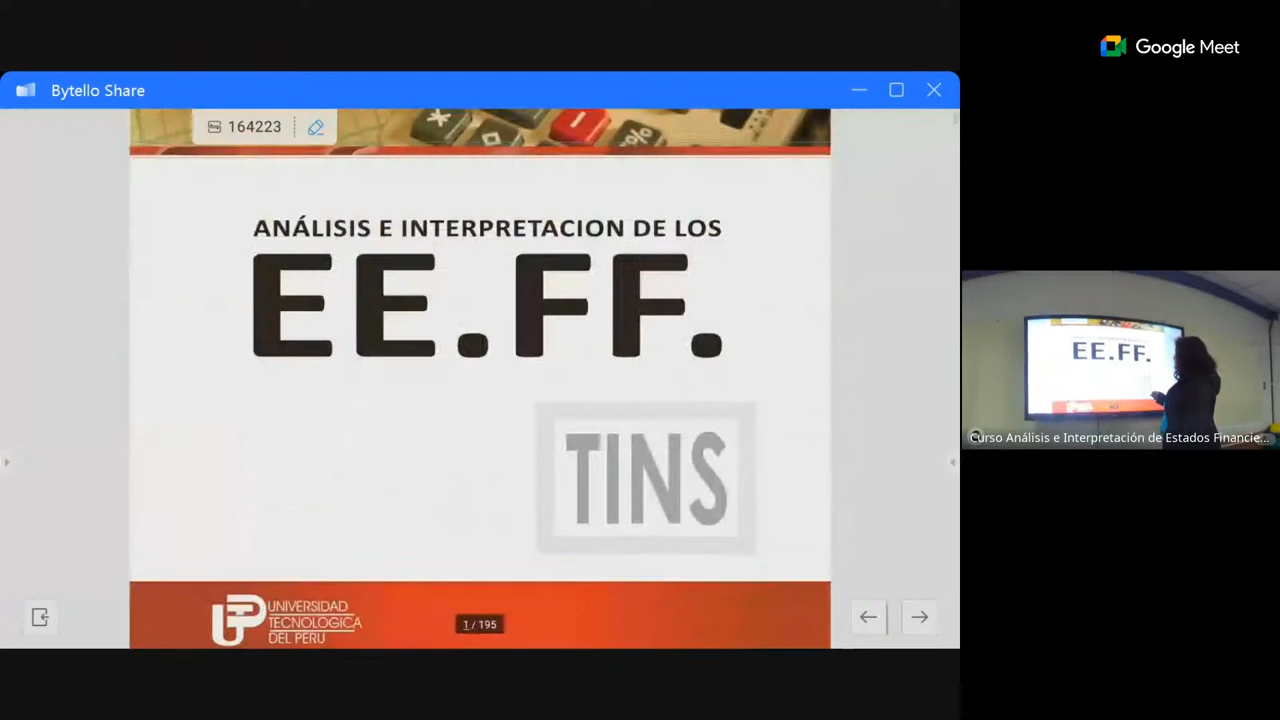 Google Meet
Bytello Share
164223
ANÁLISIS E INTERPRETACION DE LOS
EE.FF.
TINS
UTP
UNIVERSIDAD
TECNOLOGICA
DEL PERU
1 / 195
EE.FF.
Curso Análisis e Interpretación de Estados Financie...